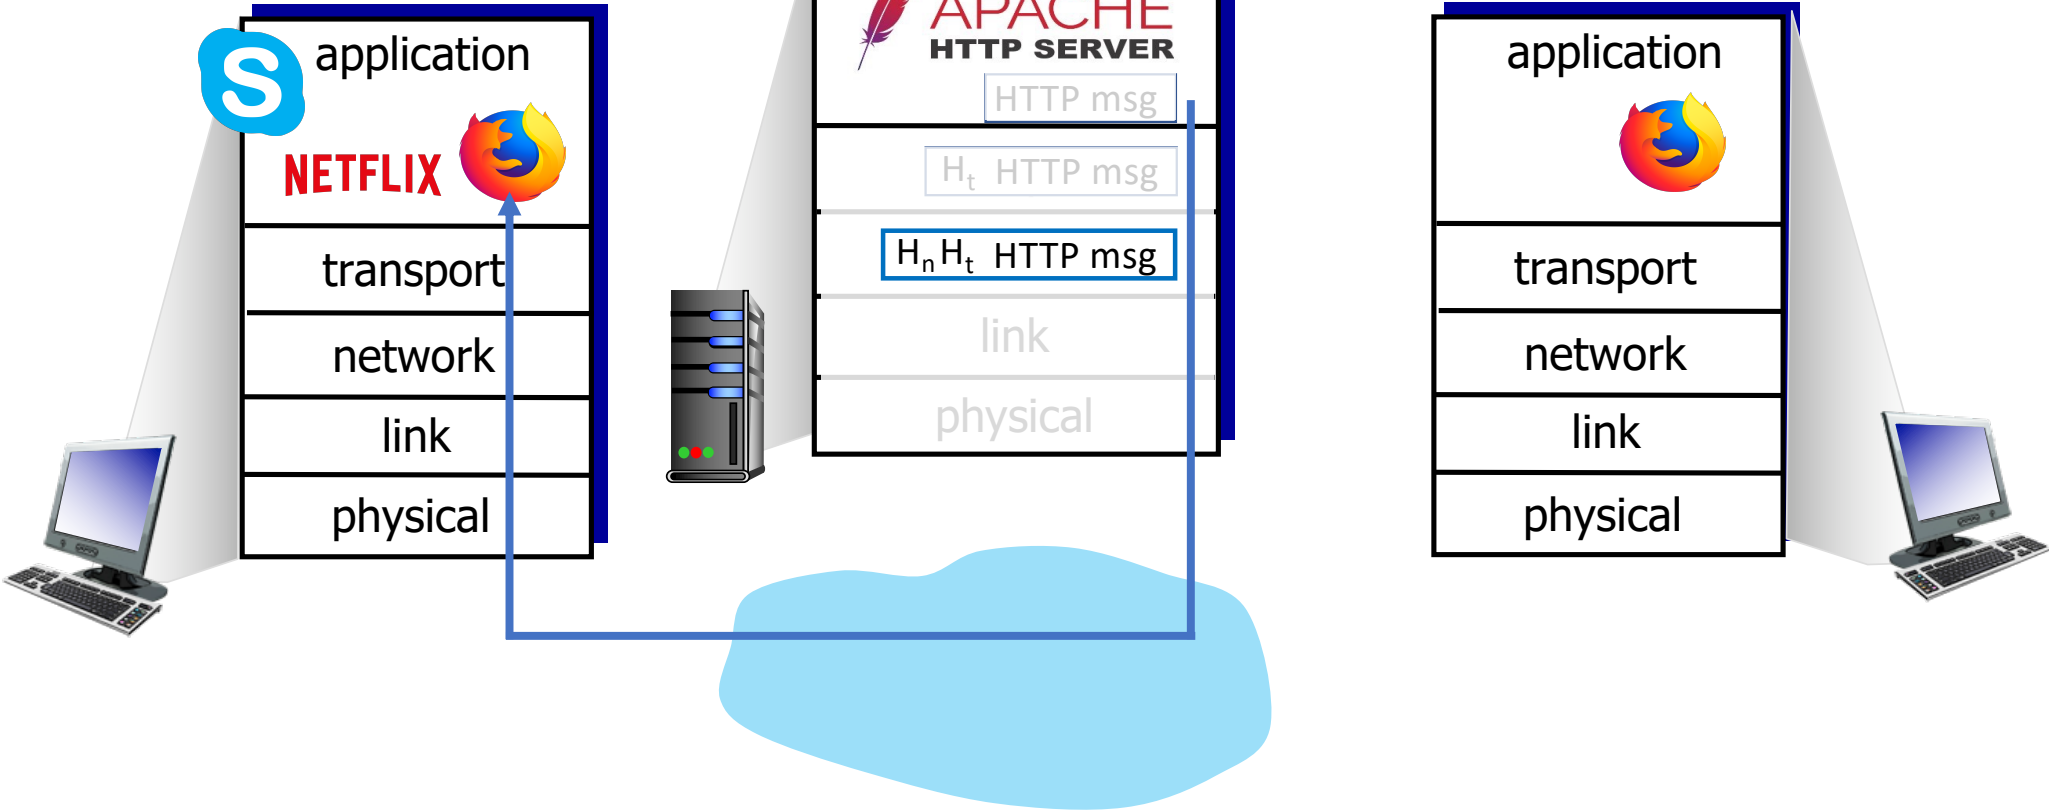 application
S
NETFLIX
transport
network
link
physical
APACHE
HTTP SERVER
HTTP msg
Ht HTTP msg
HnHt HTTP msg
link
physical
application
transport
network
link
physical